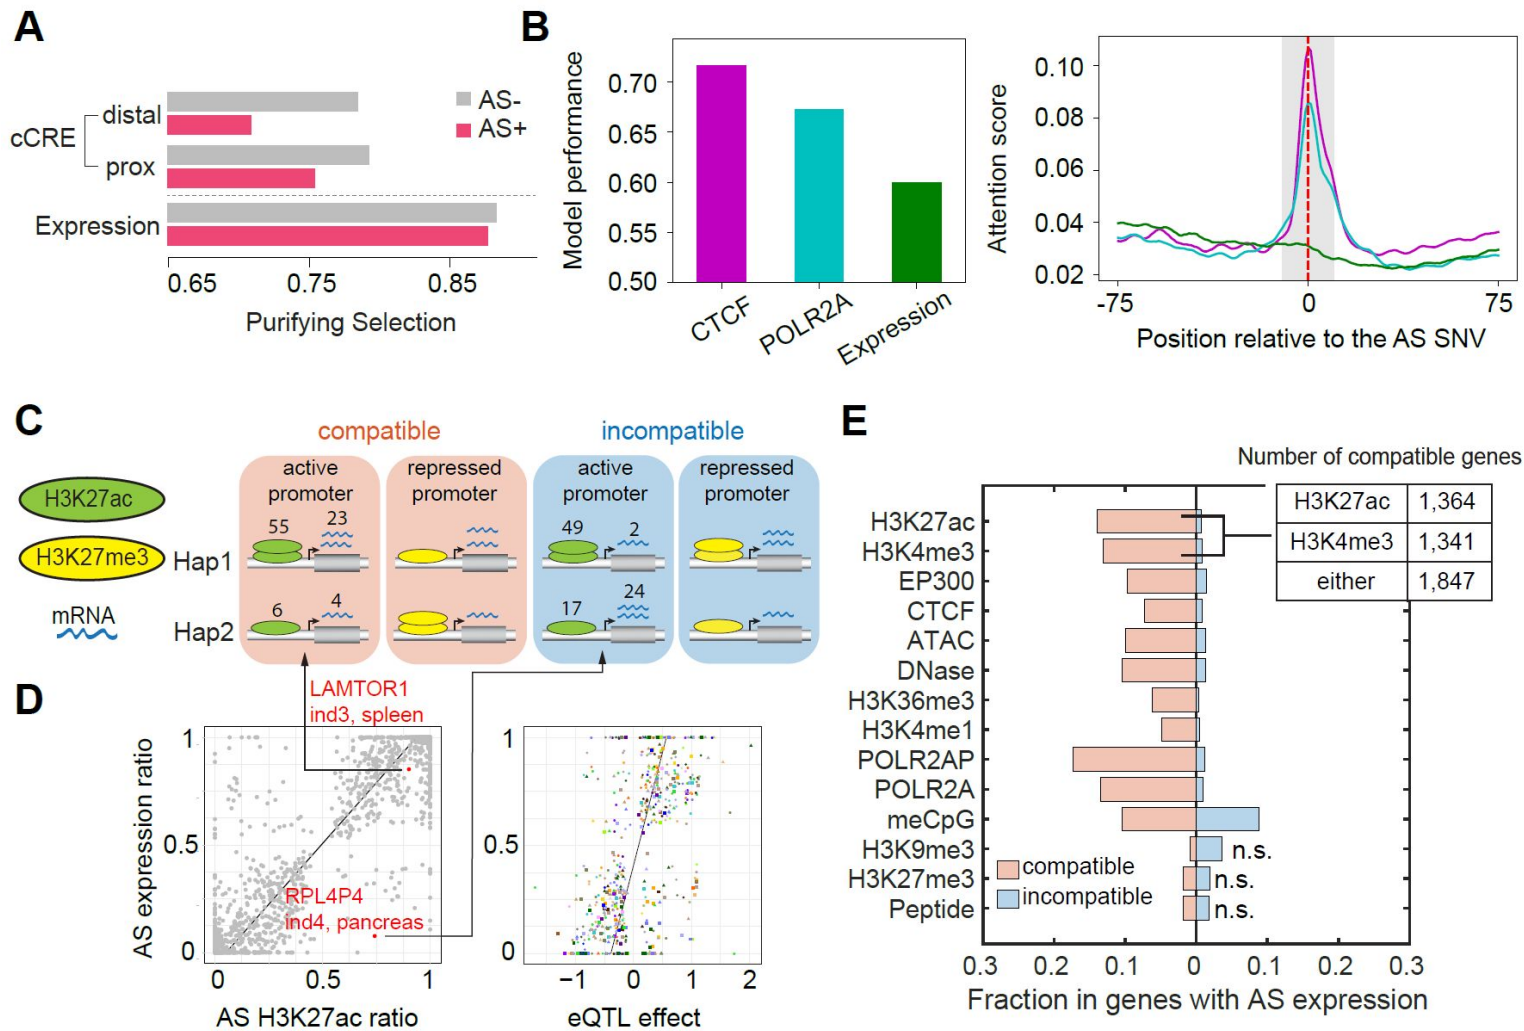 A
cCRE
distal
prox
Expression
AS-
AS+
0.65
0.75
0.85
Purifying Selection
B
Model performance
0.70
0.65
0.60
0.55
0.50
CTCF
POLR2A
Expression
Attention score
0.10
0.08
0.06
0.04
0.02
-75
0
75
Position relative to the AS SNV
C
compatible
incompatible
active
promoter
repressed
promoter
active
promoter
repressed
promoter
H3K27ac
H3K27me3
mRNA
Hap1
55
23
49
2
Hap2
6
4
17
24
D
LAMTOR1
ind3, spleen
RPL4P4
ind4, pancreas
AS expression ratio
1
0.5
0
0
0.5
1
AS H3K27ac ratio
1
0.5
0
−1
0
1
2
eQTL effect
E
Number of compatible genes
H3K27ac 1,364
H3K4me3 1,341
either 1,847
H3K27ac
H3K4me3
EP300
CTCF
ATAC
DNase
H3K36me3
H3K4me1
POLR2AP
POLR2A
meCpG
H3K9me3
n.s.
H3K27me3
n.s.
Peptide
n.s.
compatible
incompatible
0.3
0.2
0.1
0
0.1
0.2
0.3
Fraction in genes with AS expression